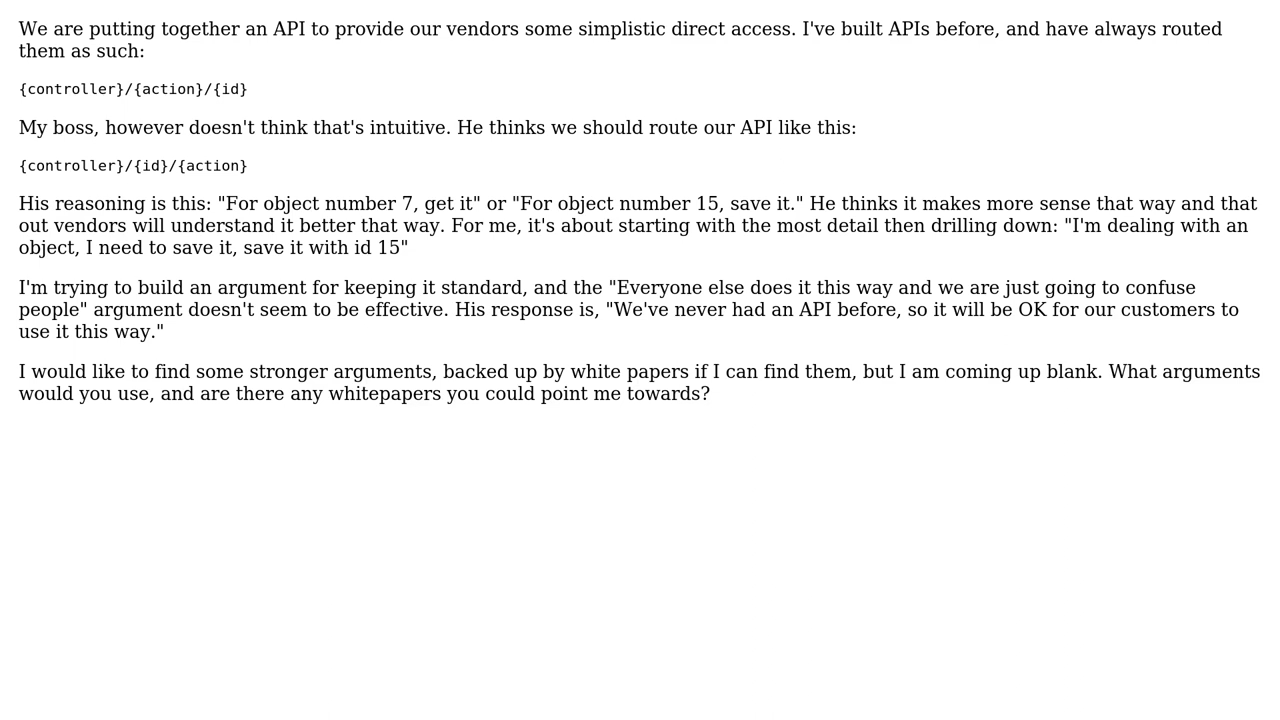 We are putting together an API to provide our vendors some simplistic direct access. I've built APIs before, and have always routed
them as such:
{controller}/{action}/{id}
My boss, however doesn't think that's intuitive. He thinks we should route our API like this:
{controller}/{id}/{action}
His reasoning is this: "For object number 7, get it" or "For object number 15, save it." He thinks it makes more sense that way and that
out vendors will understand it better that way. For me, it's about starting with the most detail then drilling down: "I'm dealing with an
object, I need to save it, save it with id 15"
I'm trying to build an argument for keeping it standard, and the "Everyone else does it this way and we are just going to confuse
people" argument doesn't seem to be effective. His response is, "We've never had an API before, so it will be OK for our customers to
use it this way."
I would like to find some stronger arguments, backed up by white papers if I can find them, but I am coming up blank. What arguments
would you use, and are there any whitepapers you could point me towards?